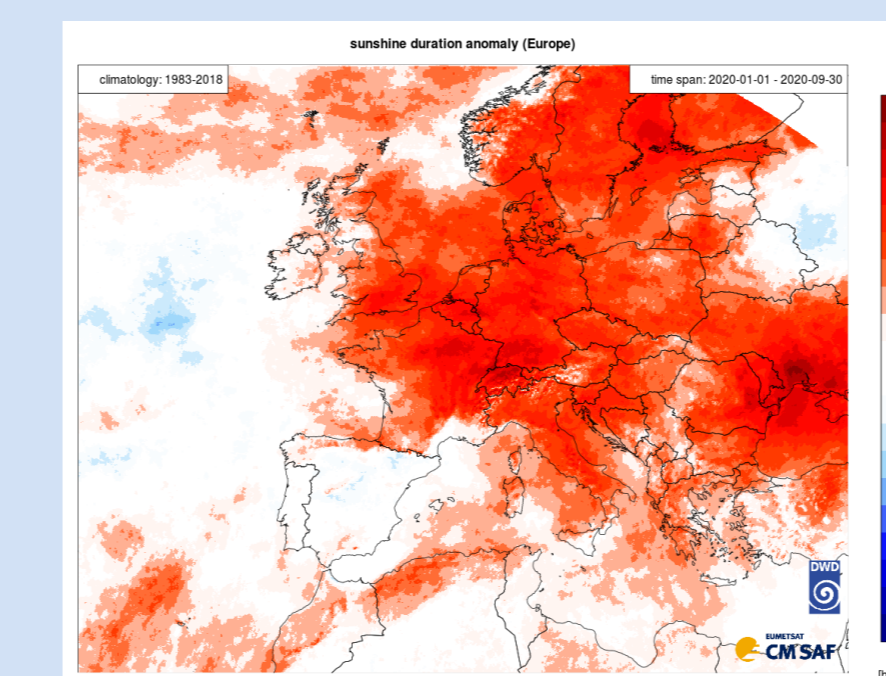 sunshine duration anomaly (Europe)
climatology: 1983-2018
time span: 2020-01-01 - 2020-09-30
DWD
EUMETSAT
CM SAF